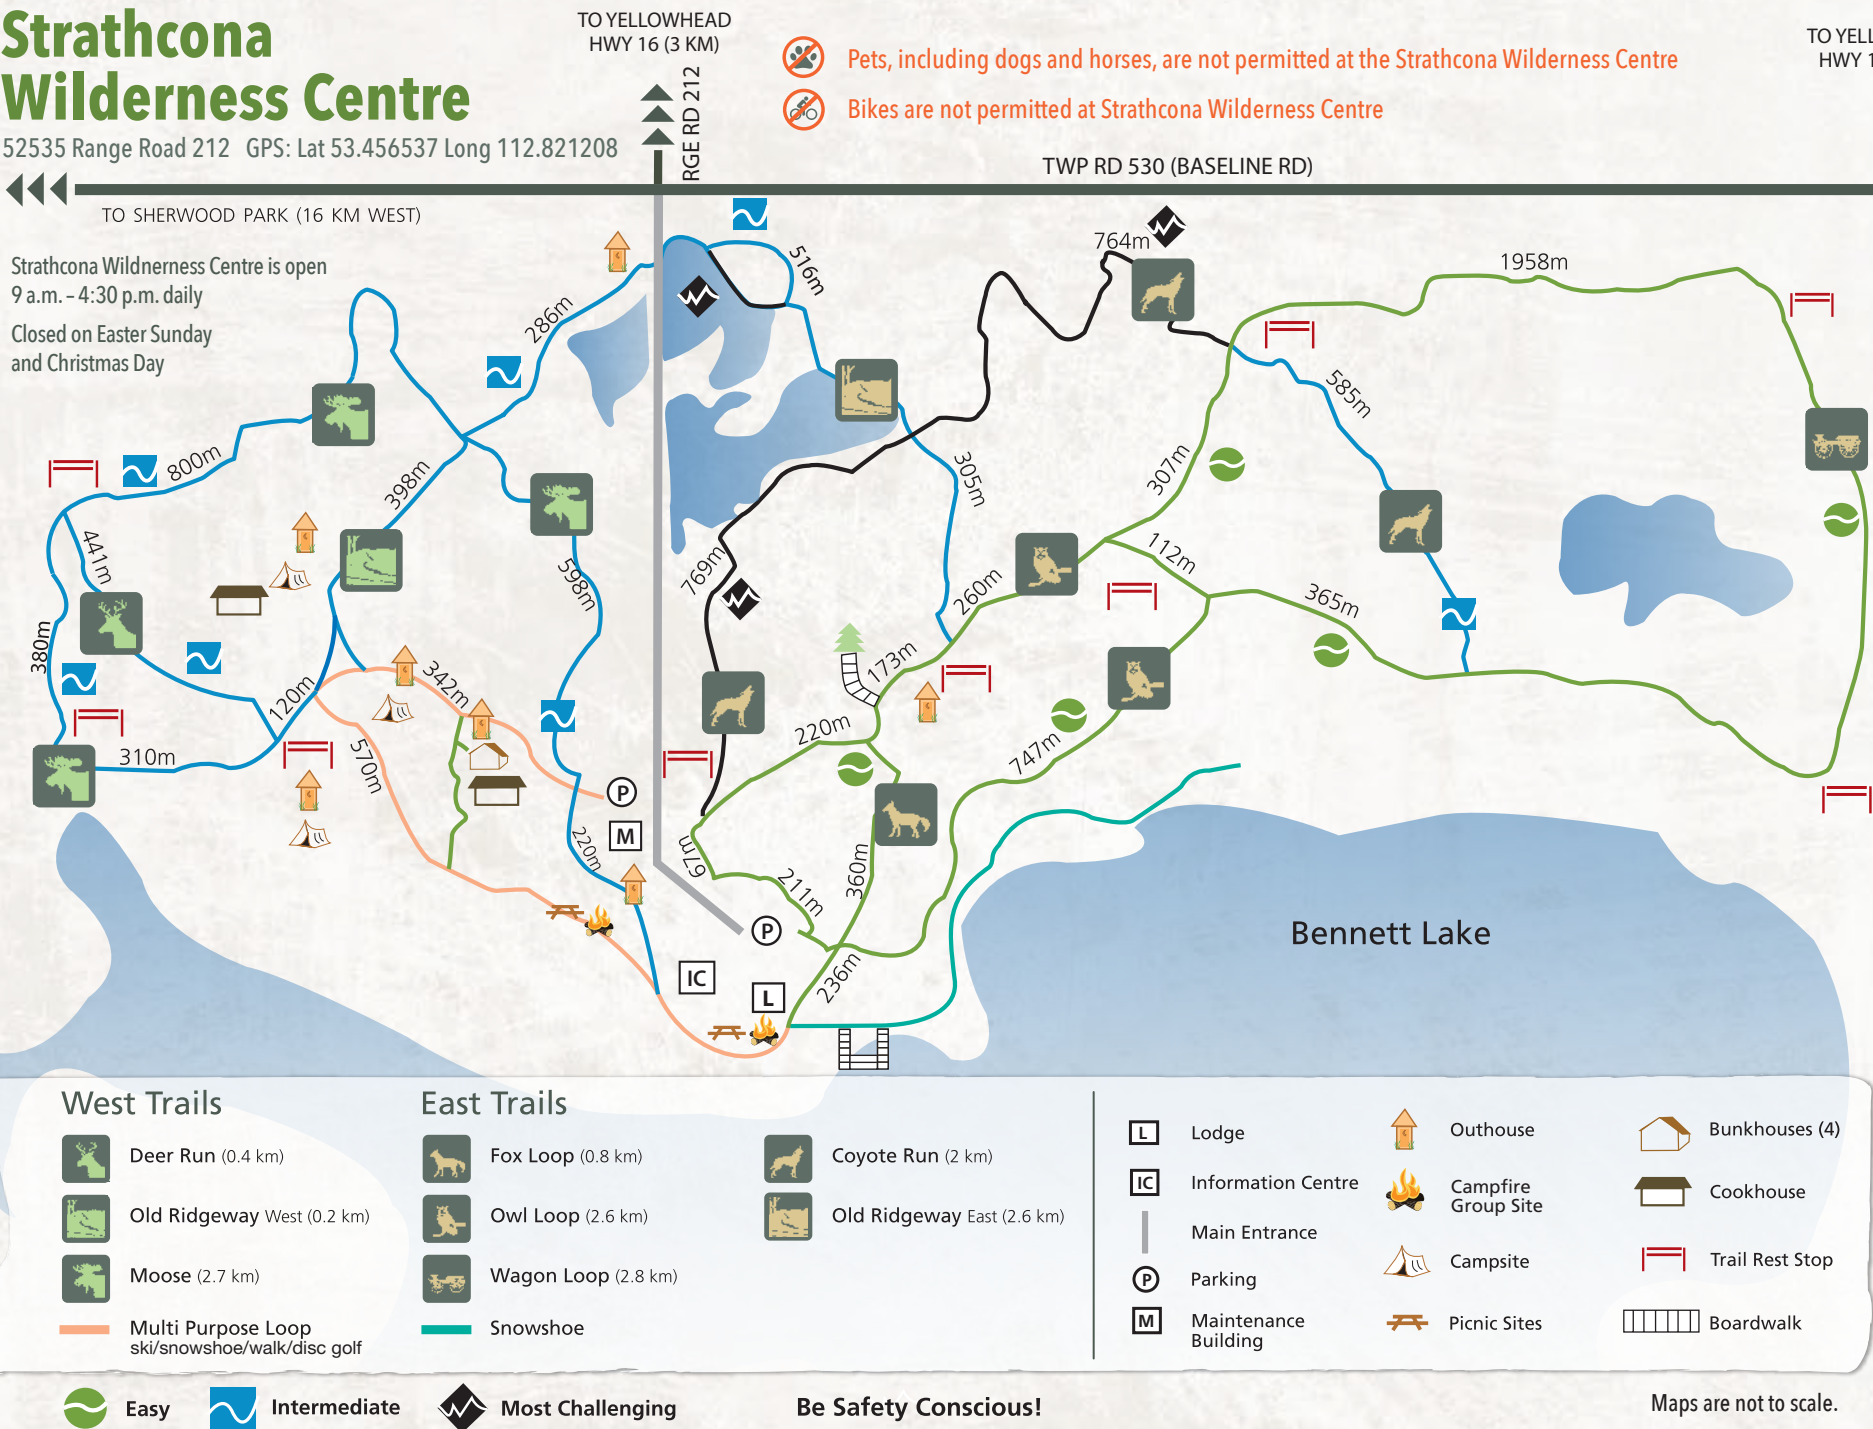 Strathcona
Wilderness Centre
52535 Range Road 212 GPS: Lat 53.456537 Long 112.821208
TO YELLOWHEAD
HWY 16 (3 KM)
RGE RD 212
Pets, including dogs and horses, are not permitted at the Strathcona Wilderness Centre
Bikes are not permitted at Strathcona Wilderness Centre
TO YELL
HWY 1
TWP RD 530 (BASELINE RD)
TO SHERWOOD PARK (16 KM WEST)
Strathcona Wildnerness Centre is open
9 a.m. – 4:30 p.m. daily
Closed on Easter Sunday
and Christmas Day
764m
1958m
516m
286m
585m
800m
398m
305m
307m
441m
598m
769m
112m
260m
365m
380m
173m
342m
120m
220m
747m
310m
570m
P
M
220m
67m
360m
211m
P
Bennett Lake
IC
L
236m
West Trails
Deer Run (0.4 km)
Old Ridgeway West (0.2 km)
Moose (2.7 km)
Multi Purpose Loop
ski/snowshoe/walk/disc golf
East Trails
Fox Loop (0.8 km)
Owl Loop (2.6 km)
Wagon Loop (2.8 km)
Snowshoe
Coyote Run (2 km)
Old Ridgeway East (2.6 km)
L Lodge
IC Information Centre
Main Entrance
P Parking
M Maintenance
Building
Outhouse
Campfire
Group Site
Campsite
Picnic Sites
Bunkhouses (4)
Cookhouse
Trail Rest Stop
Boardwalk
Easy
Intermediate
Most Challenging
Be Safety Conscious!
Maps are not to scale.